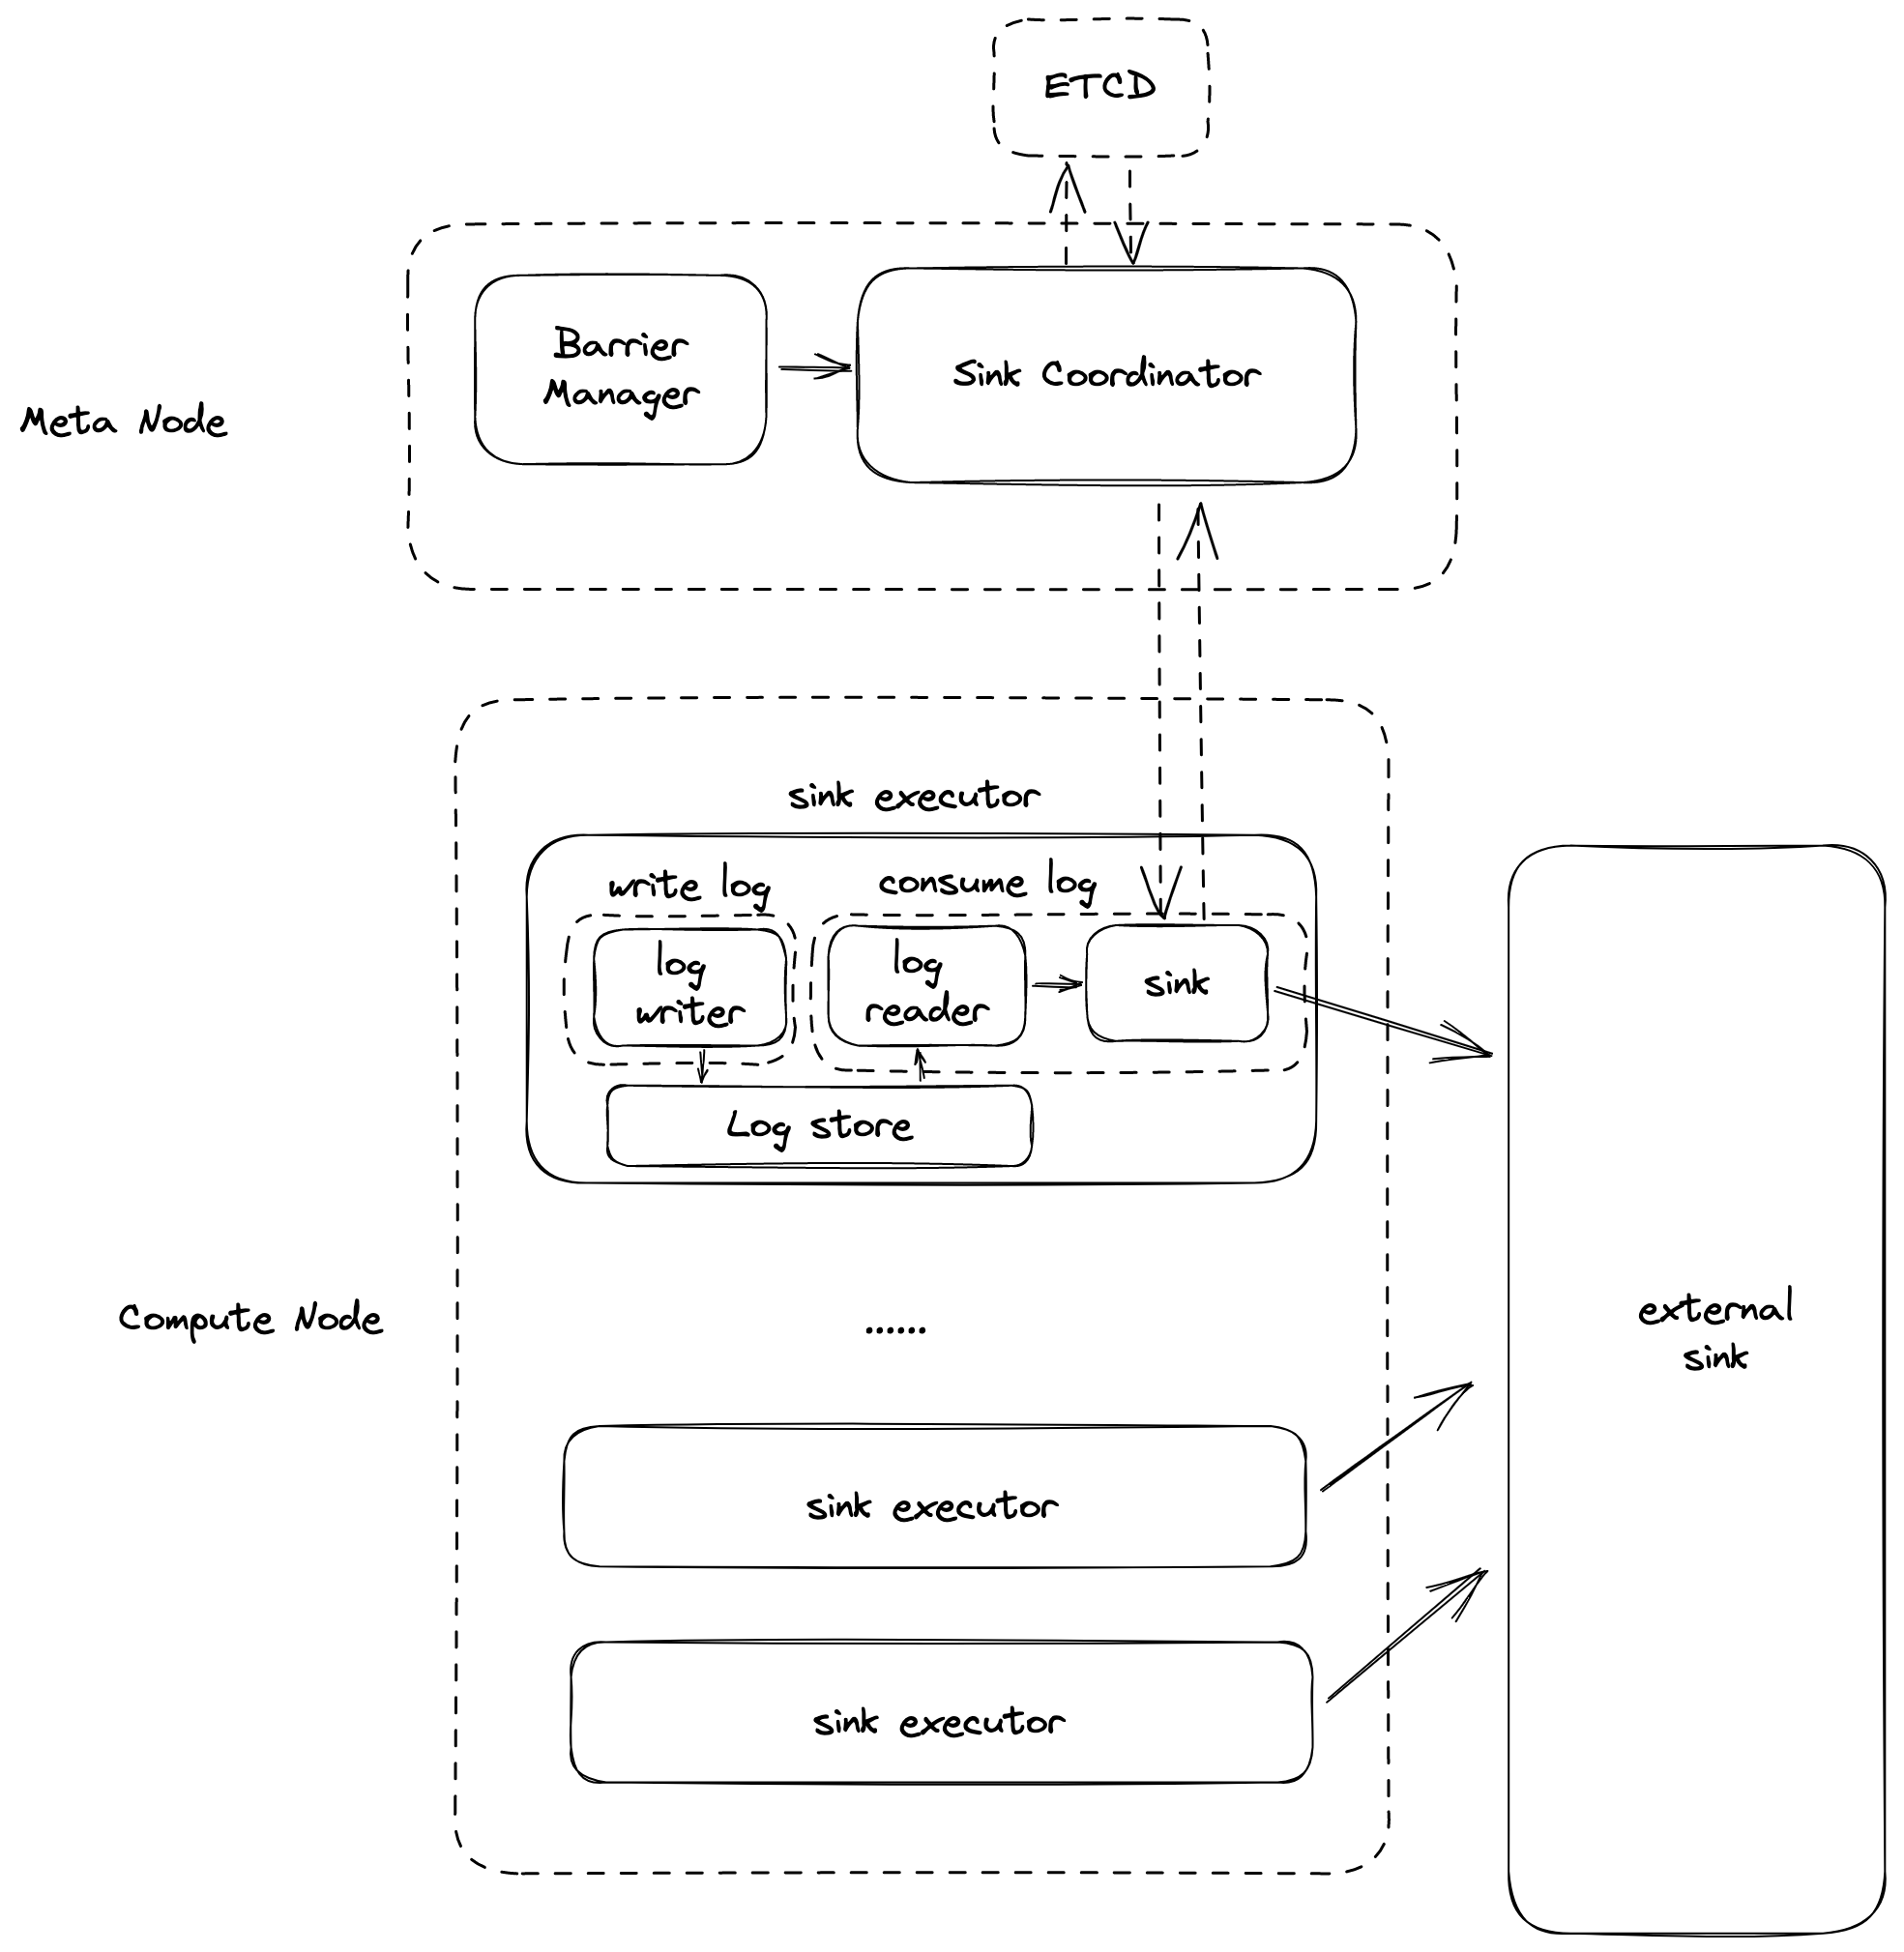 ETCD
Barrier
Manager
Sink Coordinator
Meta Node
sink executor
write log
consume log
log
writer
log
reader
sink
Log store
Compute Node
......
external
sink
sink executor
sink executor